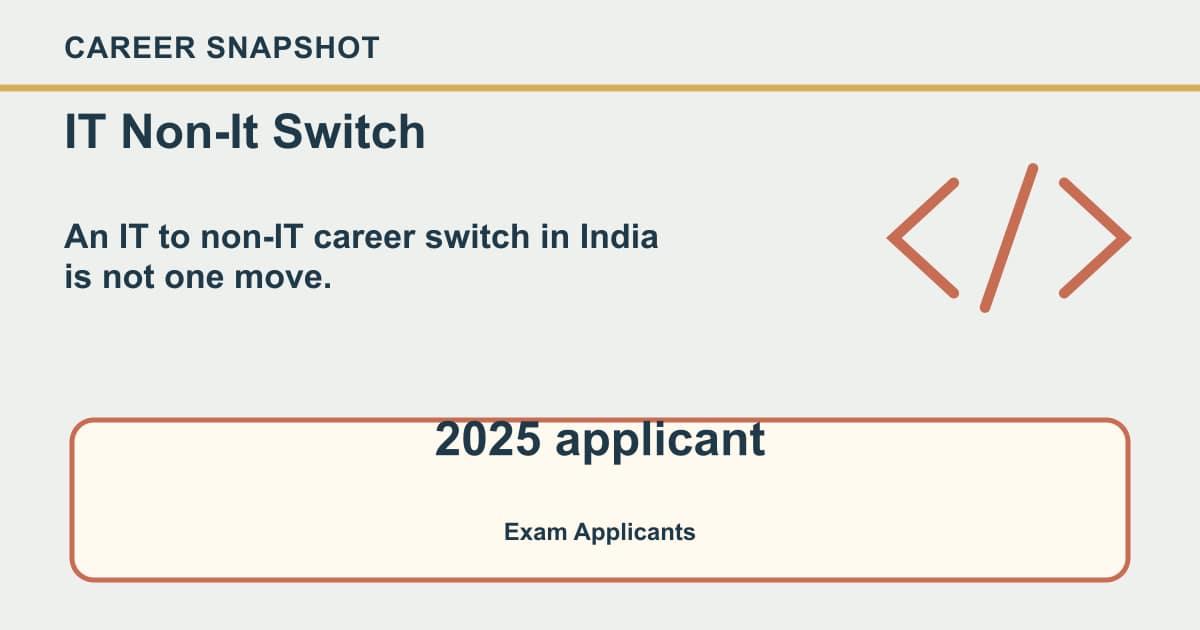 CAREER SNAPSHOT
IT Non-It Switch
An IT to non-IT career switch in India
is not one move.
2025 applicant
Exam Applicants